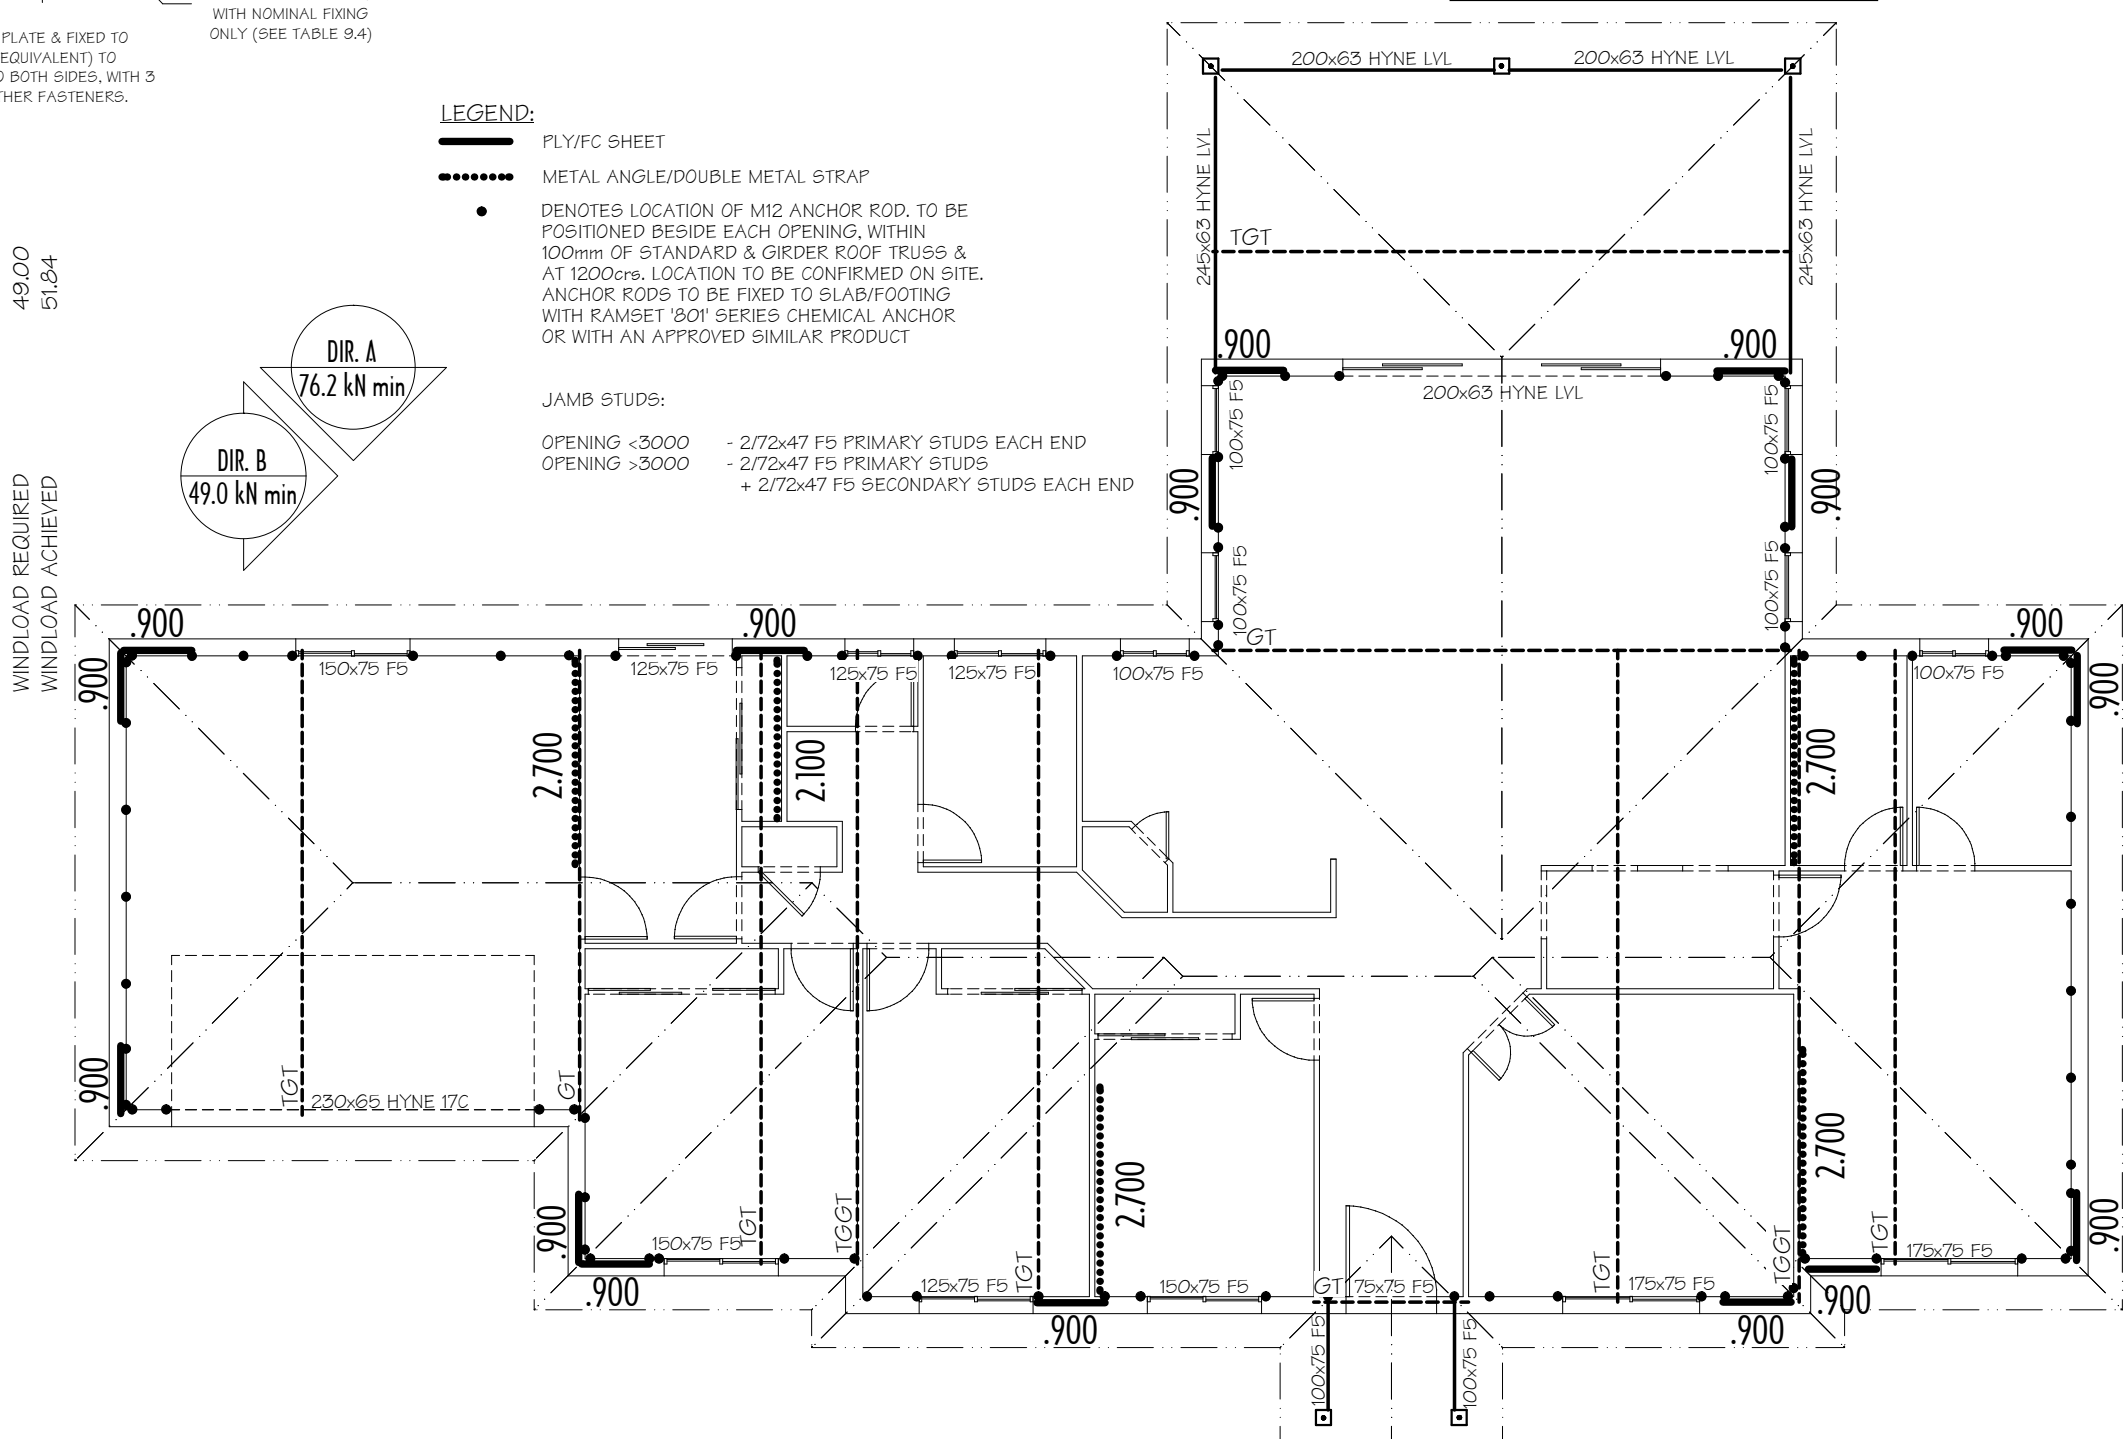 WITH NOMINAL FIXING
ONLY (SEE TABLE 9.4)
PLATE & FIXED TO
EQUIVALENT) TO
BOTH SIDES, WITH 3
THER FASTENERS.
LEGEND:
PLY/FC SHEET
METAL ANGLE/DOUBLE METAL STRAP
DENOTES LOCATION OF M12 ANCHOR ROD. TO BE
POSITIONED BESIDE EACH OPENING, WITHIN
100mm OF STANDARD & GIRDER ROOF TRUSS &
AT 1200crs. LOCATION TO BE CONFIRMED ON SITE.
ANCHOR RODS TO BE FIXED TO SLAB/FOOTING
WITH RAMSET '801' SERIES CHEMICAL ANCHOR
OR WITH AN APPROVED SIMILAR PRODUCT
JAMB STUDS:
OPENING <3000 - 2/72x47 F5 PRIMARY STUDS EACH END
OPENING >3000 - 2/72x47 F5 PRIMARY STUDS
+ 2/72x47 F5 SECONDARY STUDS EACH END
WINDLOAD REQUIRED 49.00
WINDLOAD ACHIEVED 51.84
DIR. A
76.2 kN min
DIR. B
49.0 kN min
200x63 HYNE LVL
200x63 HYNE LVL
245x63 HYNE LVL
245x63 HYNE LVL
TGT
.900
.900
200x63 HYNE LVL
100x75 F5
100x75 F5
.900
.900
100x75 F5
100x75 F5
GT
.900
.900
.900
.900
.900
150x75 F5
125x75 F5
125x75 F5
125x75 F5
100x75 F5
100x75 F5
2.700
2.100
2.700
.900
TGT
230x65 HYNE 17C
GT
2.700
2.700
.900
.900
150x75 F5
TGT
TGGT
.900
125x75 F5
TGT
150x75 F5
GT
175x75 F5
TGT
175x75 F5
TGGT
TGT
175x75 F5
.900
.900
.900
.900
100x75 F5
100x75 F5